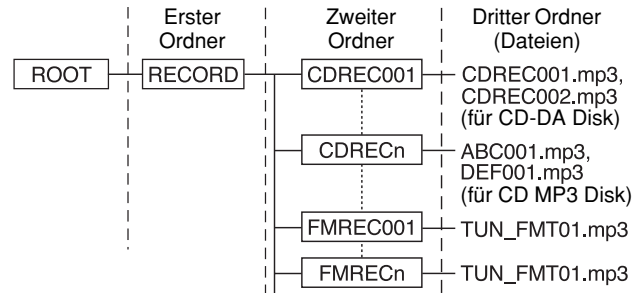 Erster Ordner
Zweiter Ordner
Dritter Ordner (Dateien)
ROOT
RECORD
CDREC001
CDREC001.mp3,
CDREC002.mp3
(für CD-DA Disk)
CDRECn
ABC001.mp3,
DEF001.mp3
(für CD MP3 Disk)
FMREC001
TUN_FMT01.mp3
FMRECn
TUN_FMT01.mp3